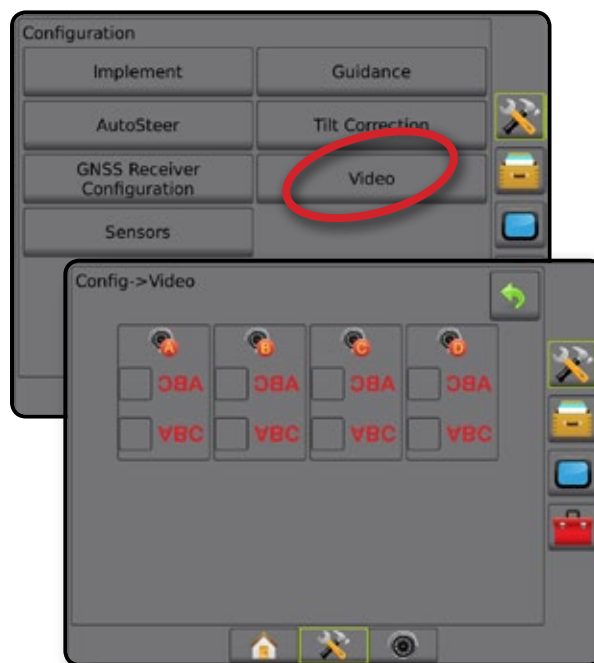 Configuration
Implement
Guidance
AutoSteer
Tilt Correction
GNSS Receiver
Configuration
Video
Sensors
Config->Video
A
B
C
D
ABC
ABC
ABC
ABC
ABC
ABC
ABC
ABC